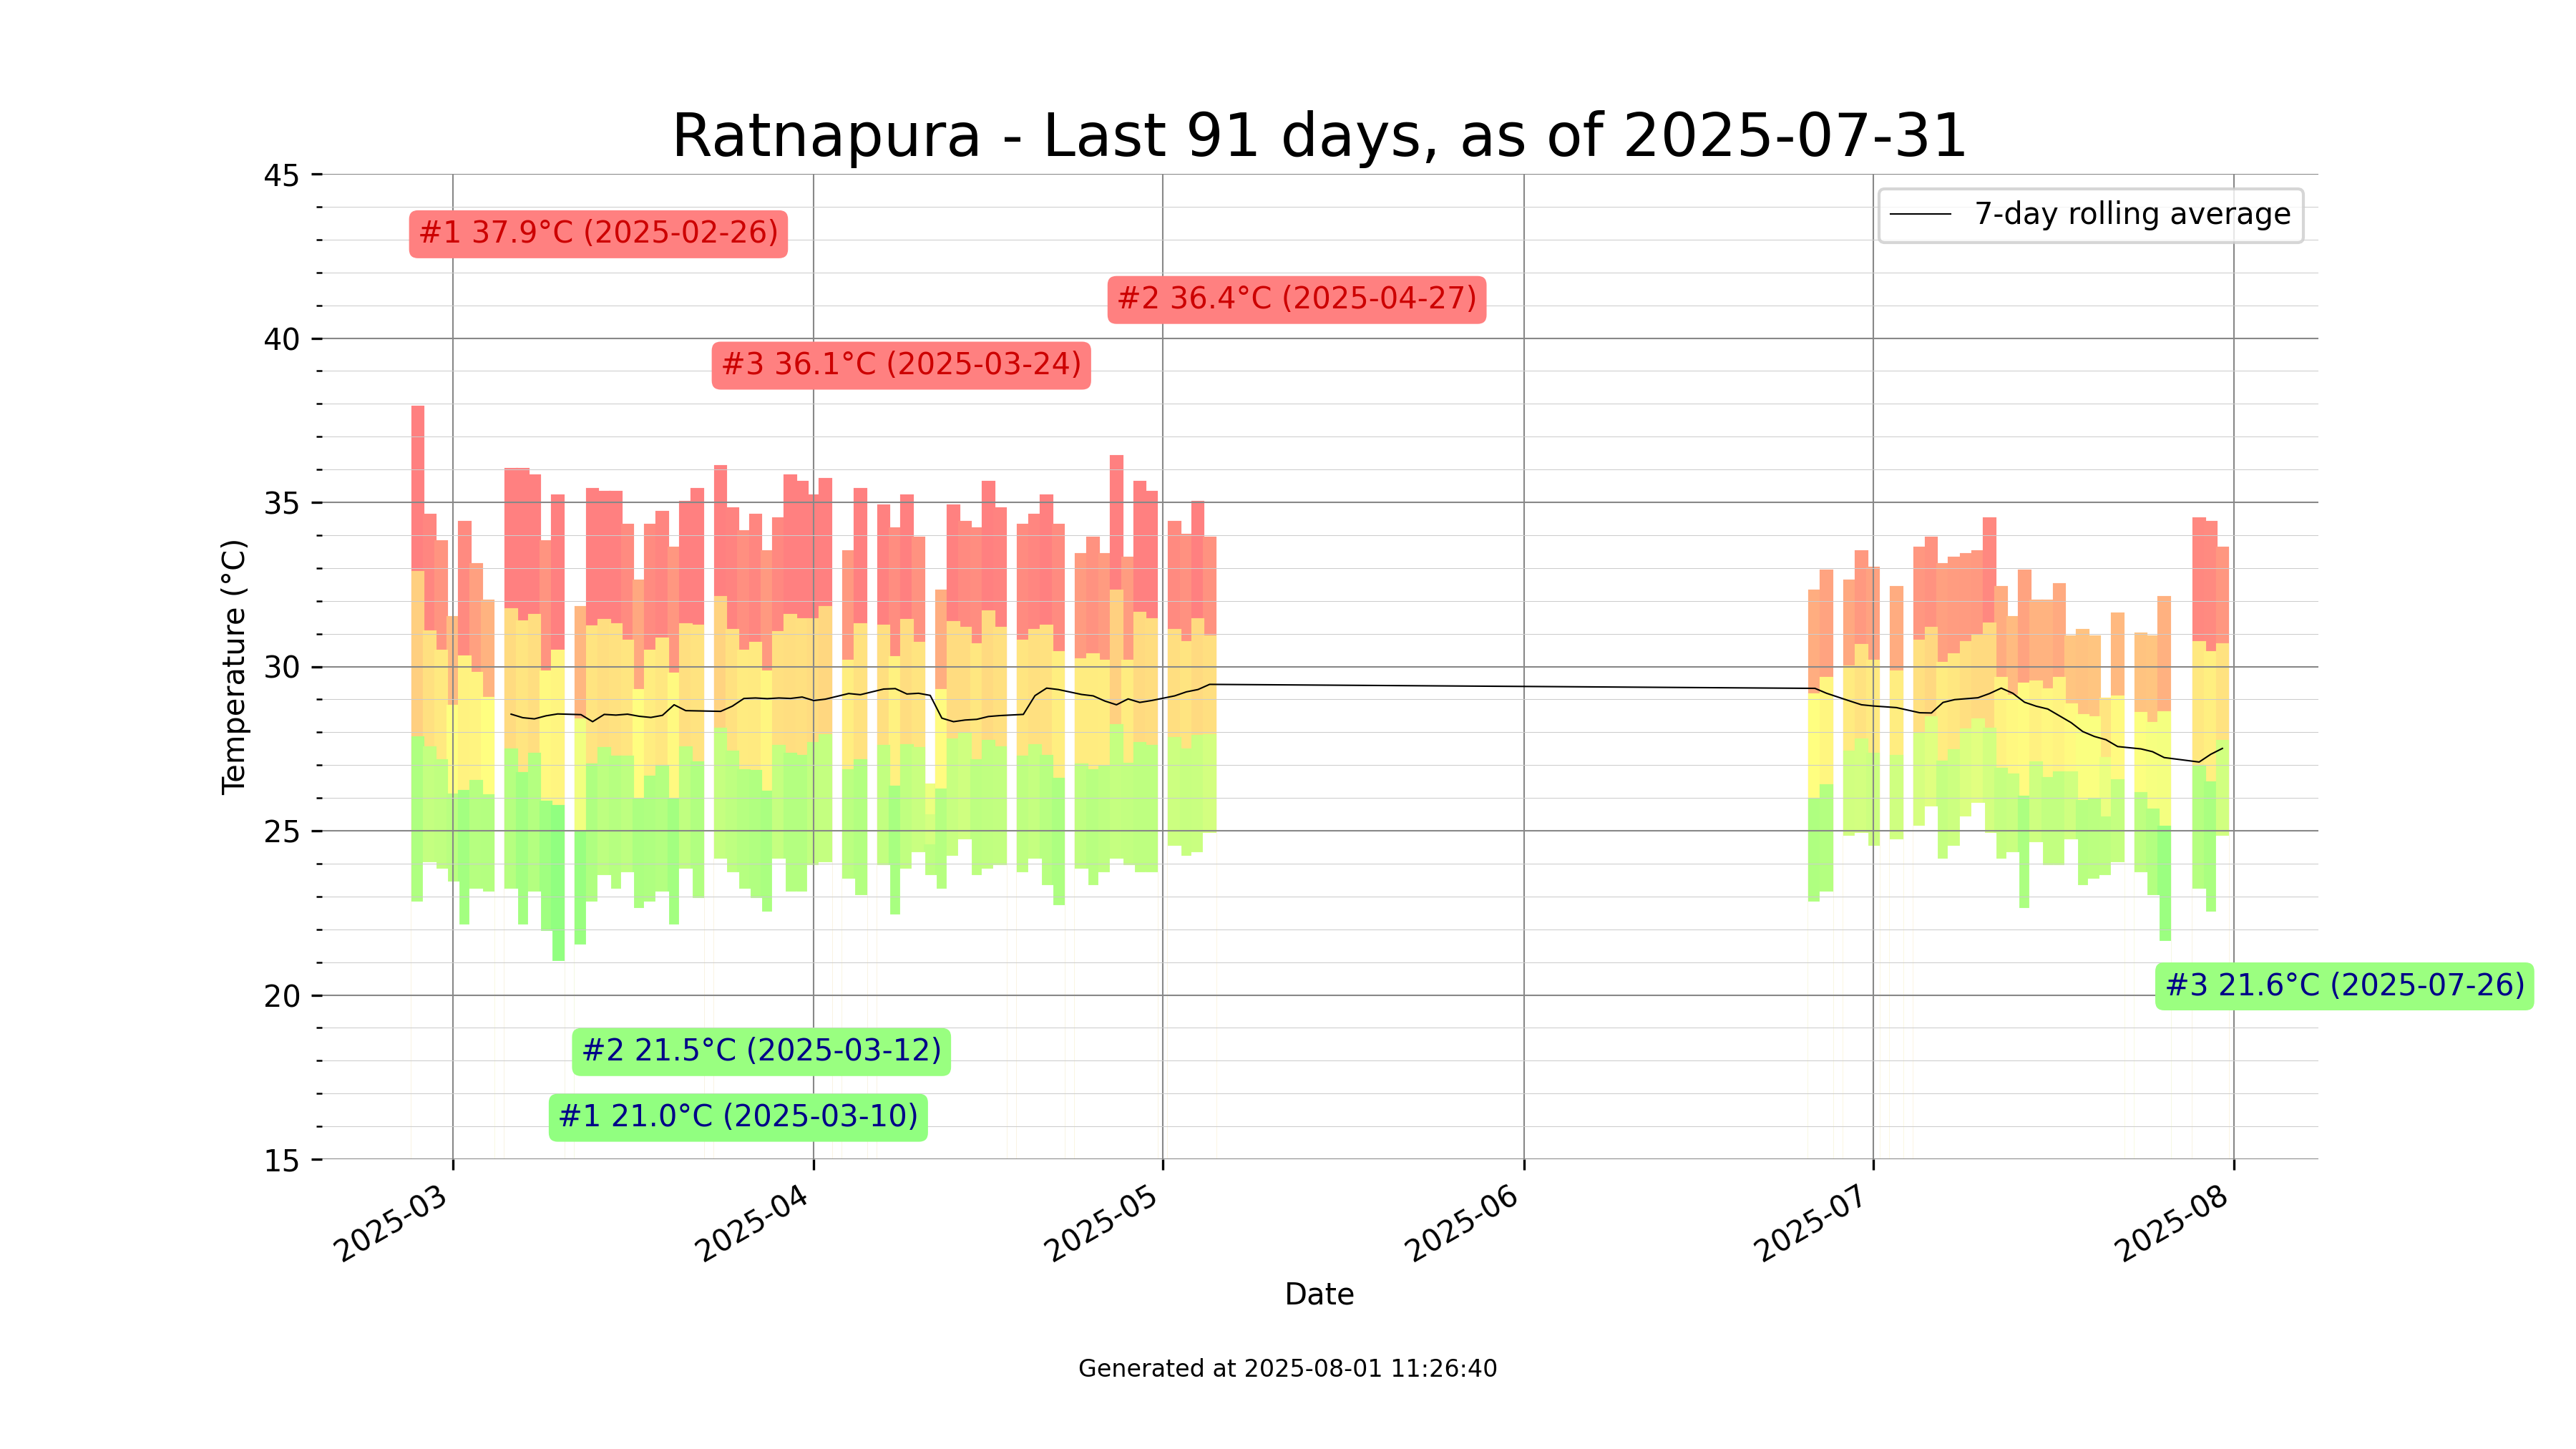 Ratnapura - Last 91 days, as of 2025-07-31
7-day rolling average
#1 37.9°C (2025-02-26)
#2 36.4°C (2025-04-27)
#3 36.1°C (2025-03-24)
#3 21.6°C (2025-07-26)
#2 21.5°C (2025-03-12)
#1 21.0°C (2025-03-10)
45
40
35
30
25
20
15
Temperature (°C)
2025-03
2025-04
2025-05
2025-06
2025-07
2025-08
Date
Generated at 2025-08-01 11:26:40